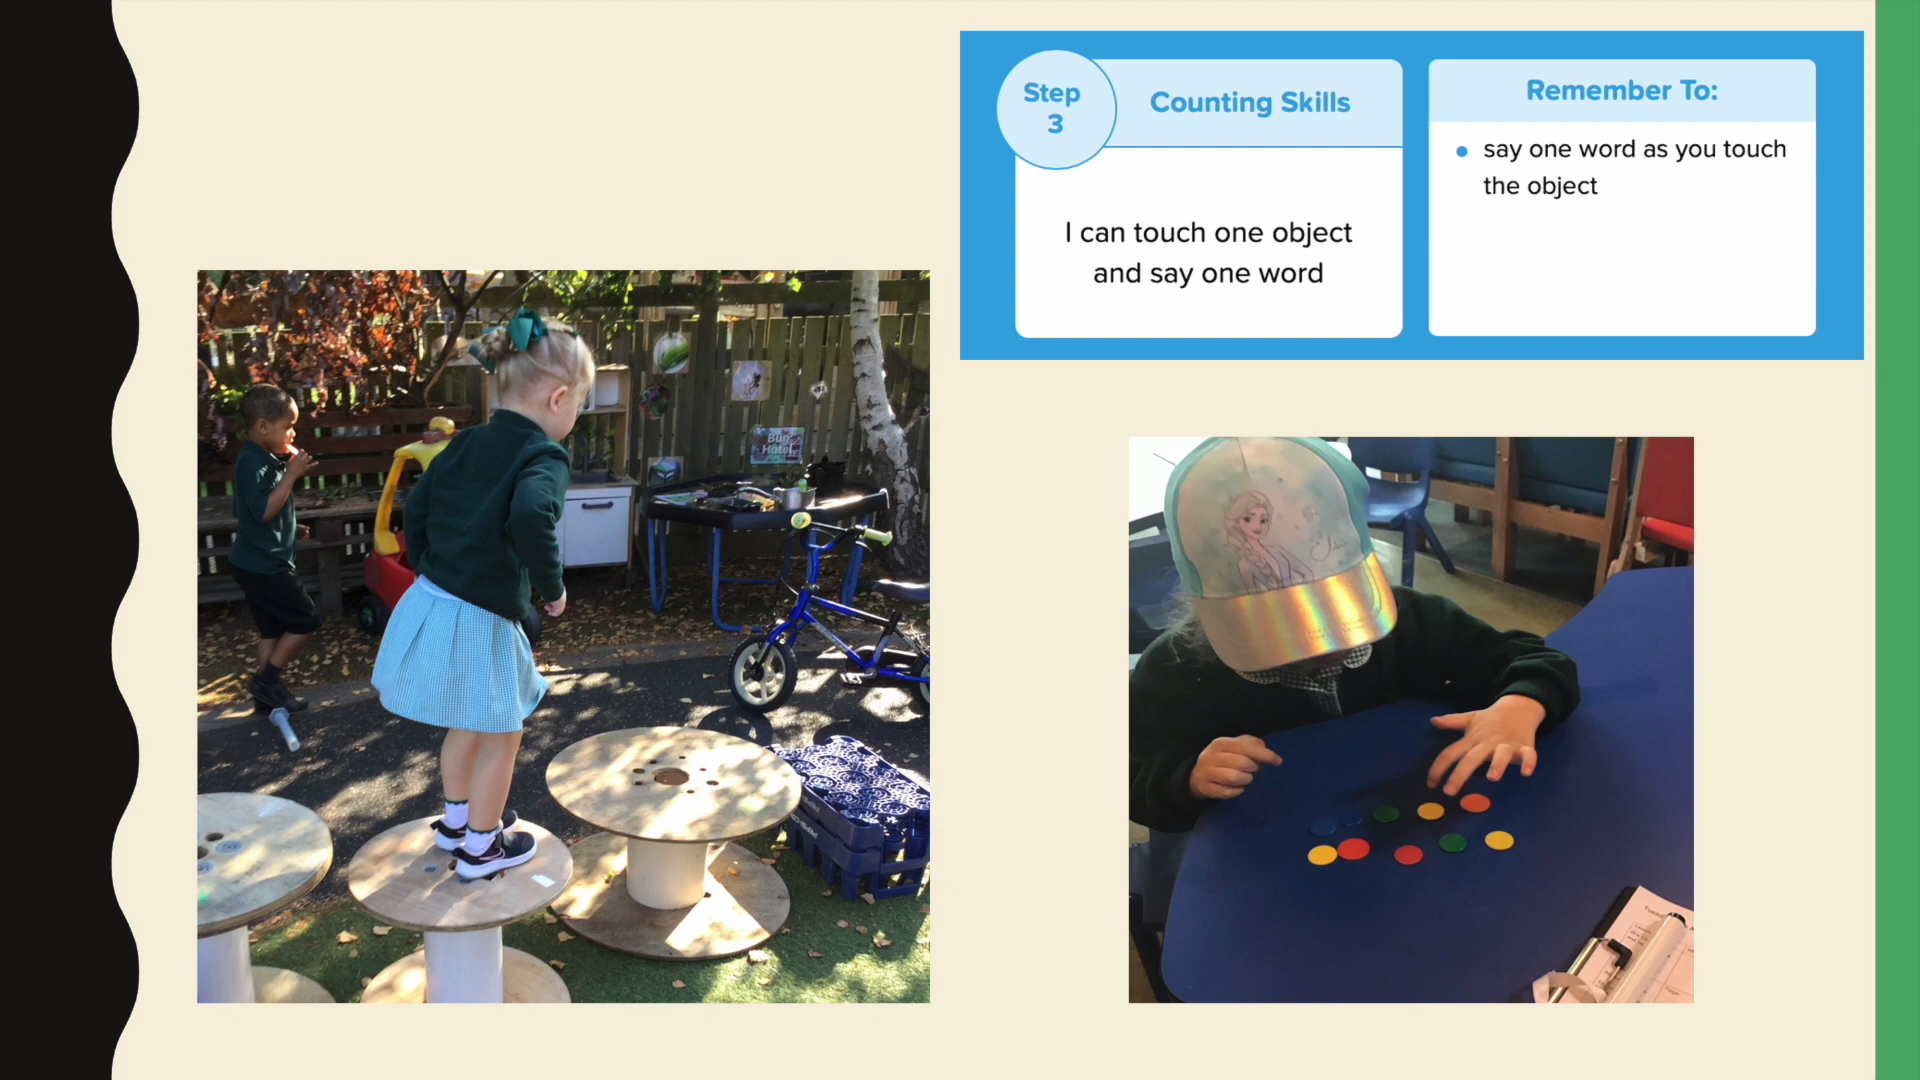 Step
3
Counting Skills
I can touch one object
and say one word
Remember To:
• say one word as you touch
the object
Bug
Hotel